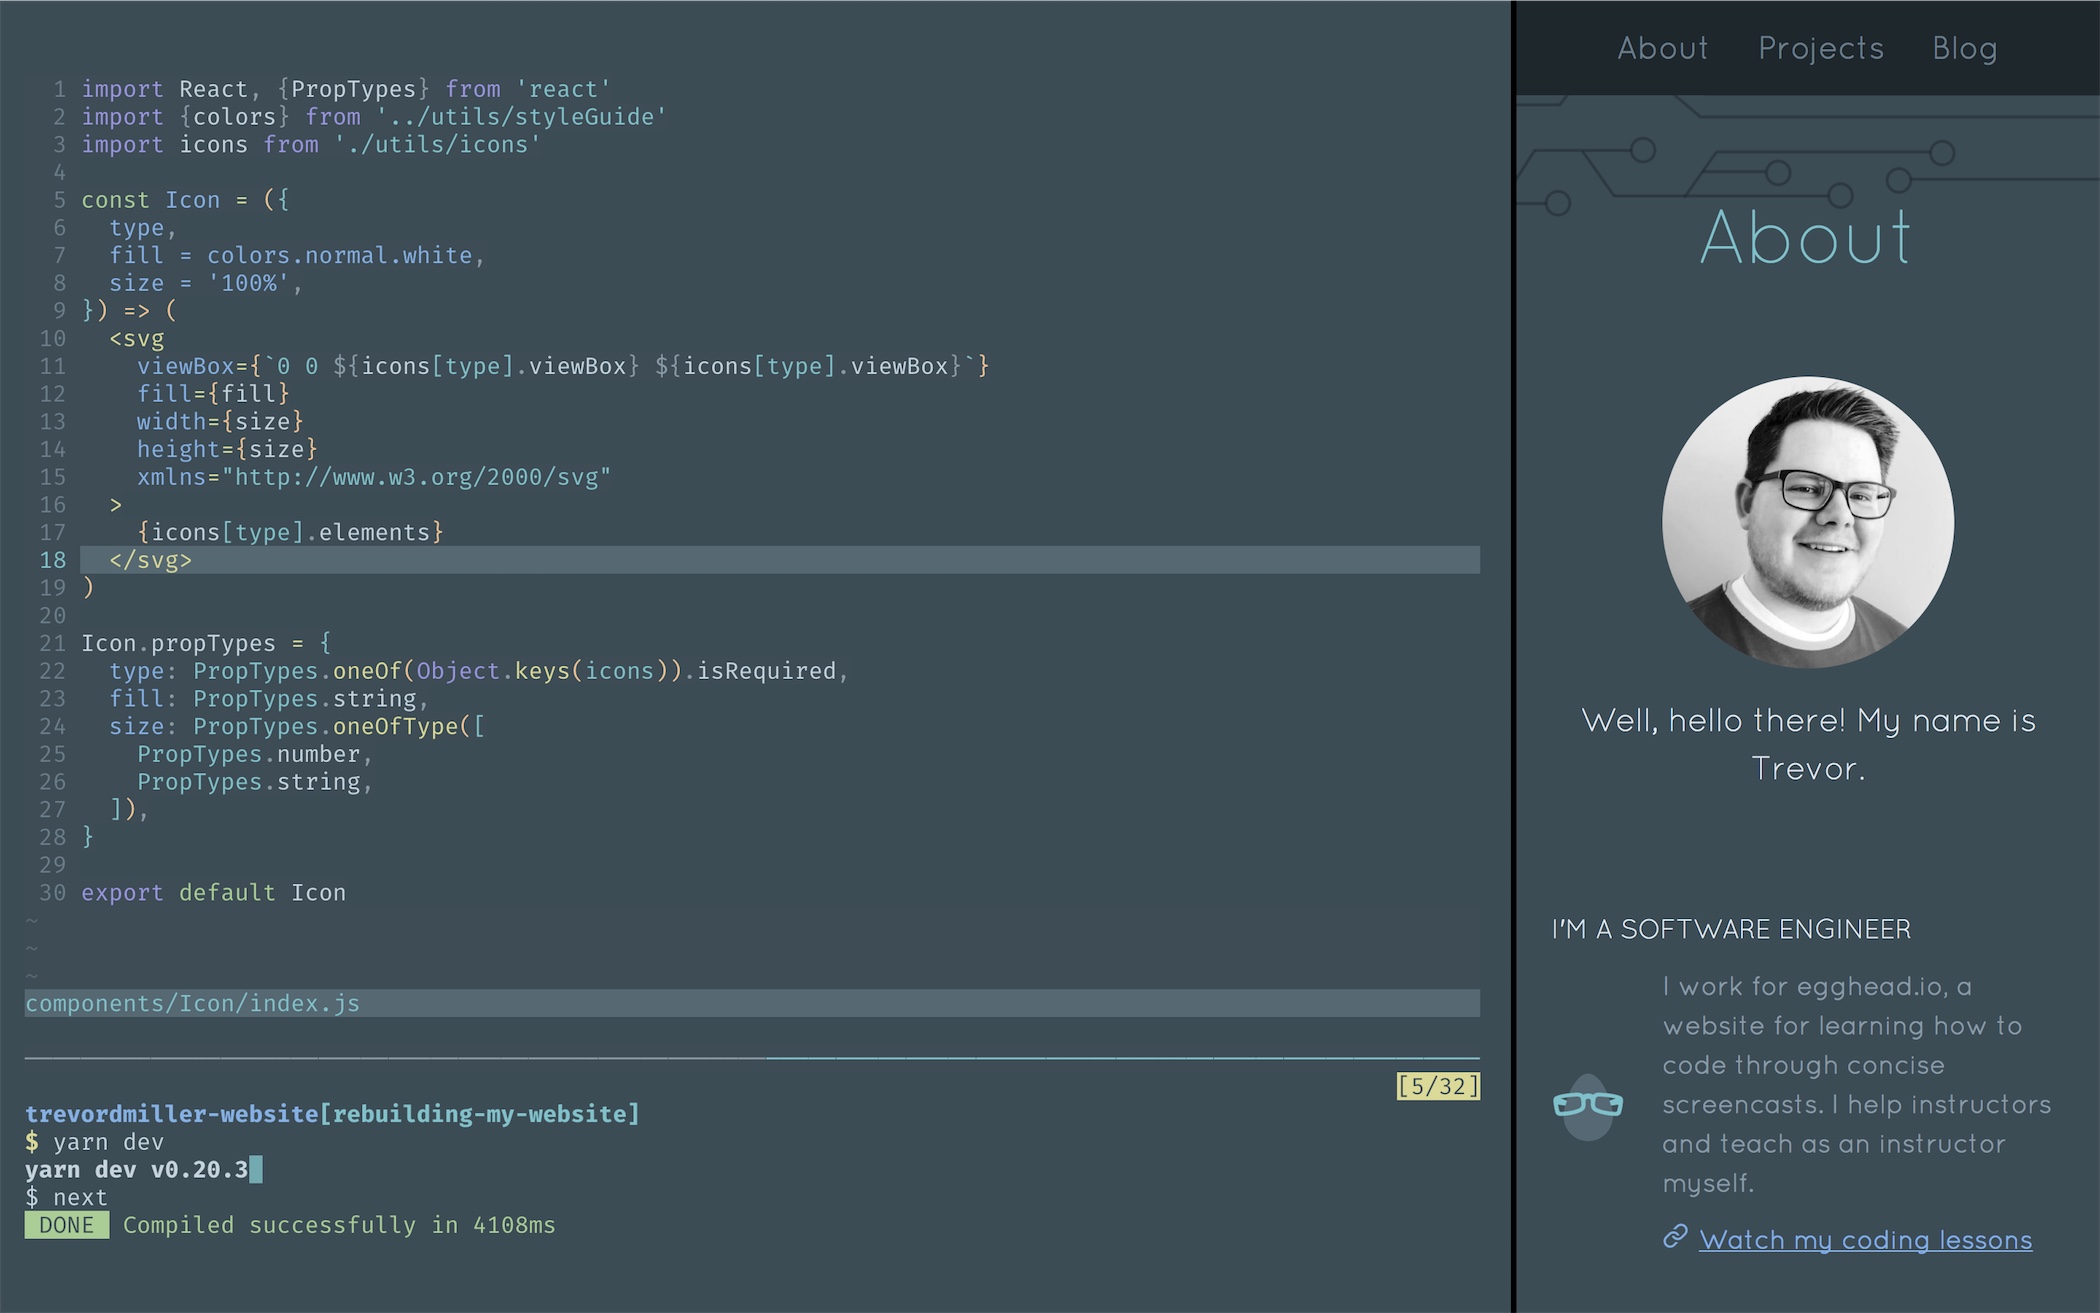 1 import React, {PropTypes} from 'react'
2 import {colors} from '../utils/styleGuide'
3 import icons from './utils/icons'
4
5 const Icon = ({
6   type,
7   fill = colors.normal.white,
8   size = '100%',
9 }) => (
10   <svg
11     viewBox={`0 0 ${icons[type].viewBox} ${icons[type].viewBox}`}
12     fill={fill}
13     width={size}
14     height={size}
15     xmlns="http://www.w3.org/2000/svg"
16   >
17     {icons[type].elements}
18   </svg>
19 )
20
21 Icon.propTypes = {
22   type: PropTypes.oneOf(Object.keys(icons)).isRequired,
23   fill: PropTypes.string,
24   size: PropTypes.oneOfType([
25     PropTypes.number,
26     PropTypes.string,
27   ]),
28 }
29
30 export default Icon
~
~
~
components/Icon/index.js
[5/32]
trevordmiller-website[rebuilding-my-website]
$ yarn dev
yarn dev v0.20.3
$ next
DONE Compiled successfully in 4108ms
About Projects Blog
About
Well, hello there! My name is
Trevor.
I'M A SOFTWARE ENGINEER
I work for egghead.io, a
website for learning how to
code through concise
screencasts. I help instructors
and teach as an instructor
myself.
Watch my coding lessons